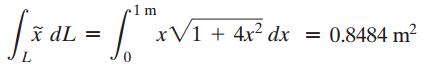 ∫_L x̃ dL = ∫_0^{1 m} x√(1 + 4x²) dx = 0.8484 m²